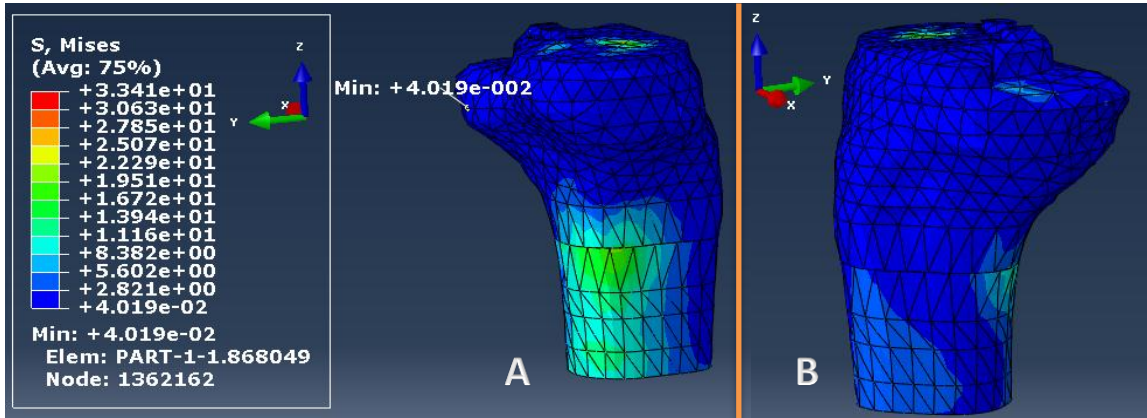 S, Mises
(Avg: 75%)
+3.341e+01
+3.063e+01
+2.785e+01
+2.507e+01
+2.229e+01
+1.951e+01
+1.672e+01
+1.394e+01
+1.116e+01
+8.382e+00
+5.602e+00
+2.821e+00
+4.019e-02
Min: +4.019e-02
Elem: PART-1-1.868049
Node: 1362162
Z
X
Y
Min: +4.019e-002
A
Z
Y
X
B